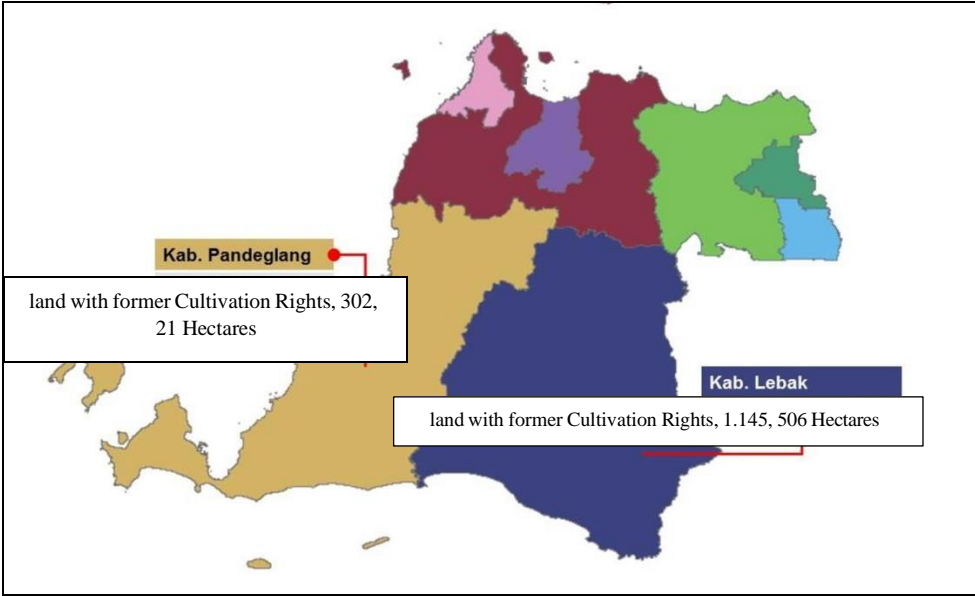 Kab. Pandeglang
land with former Cultivation Rights, 302,
21 Hectares
Kab. Lebak
land with former Cultivation Rights, 1.145, 506 Hectares